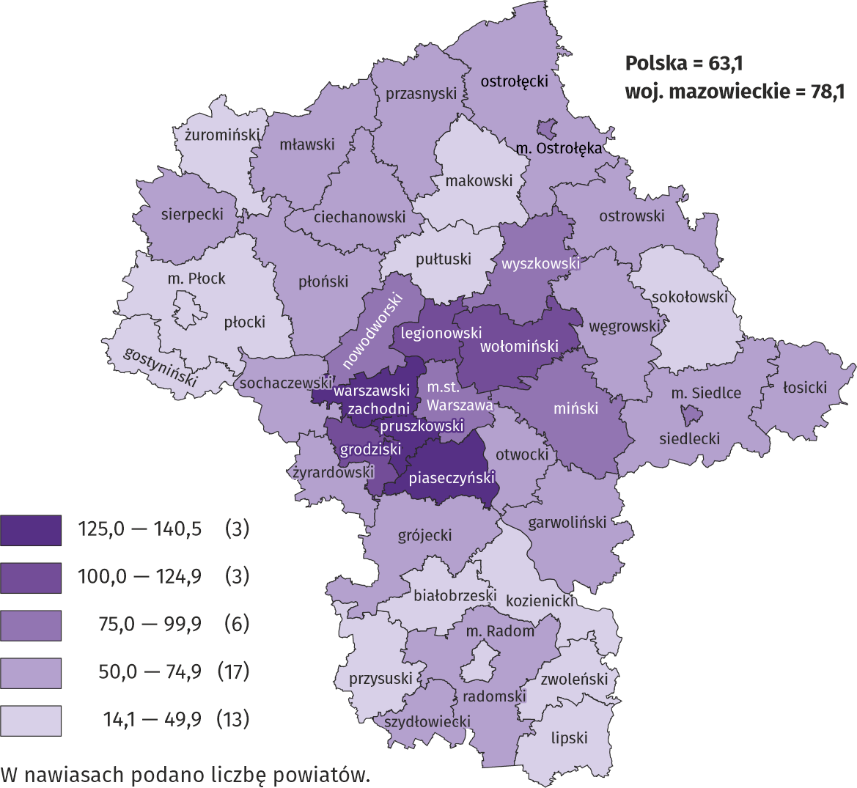 Polska = 63,1
woj. mazowieckie = 78,1
ostrołęcki
przasnyski
żuromiński
mławski
m. Ostrołęka
makowski
sierpecki
ciechanowski
ostrowski
pułtuski
wyszkowski
m. Płock
płoński
sokołowski
płocki
nowodworski
legionowski
węgrowski
wołomiński
gostyniński
sochaczewski
warszawski
zachodni
m.st.
Warszawa
miński
m. Siedlce
łosicki
pruszkowski
siedlecki
grodziski
otwocki
żyrardowski
piaseczyński
grójecki
garwoliński
białobrzeski
kozienicki
m. Radom
przysuski
zwoleński
radomski
szydłowiecki
lipski
125,0 — 140,5 (3)
100,0 — 124,9 (3)
75,0 — 99,9 (6)
50,0 — 74,9 (17)
14,1 — 49,9 (13)
W nawiasach podano liczbę powiatów.